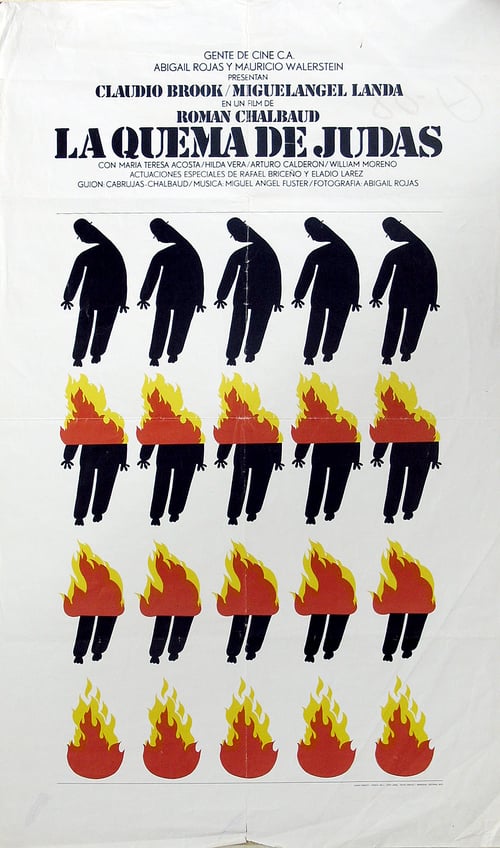 GENTE DE CINE C.A.
ABIGAIL ROJAS Y MAURICIO WALERSTEIN
PRESENTAN
CLAUDIO BROOK/MIGUELANGEL LANDA
EN UN FILM DE
ROMAN CHALBAUD
LA QUEMA DE JUDAS
CON MARIA TERESA ACOSTA/HILDA VERA/ARTURO CALDERON/WILLIAM MORENO
ACTUACIONES ESPECIALES DE RAFAEL BRICEÑO Y ELADIO LAREZ
GUION: CABRUJAS-CHALBAUD/MUSICA: MIGUEL ANGEL FUSTER/FOTOGRAFIA: ABIGAIL ROJAS